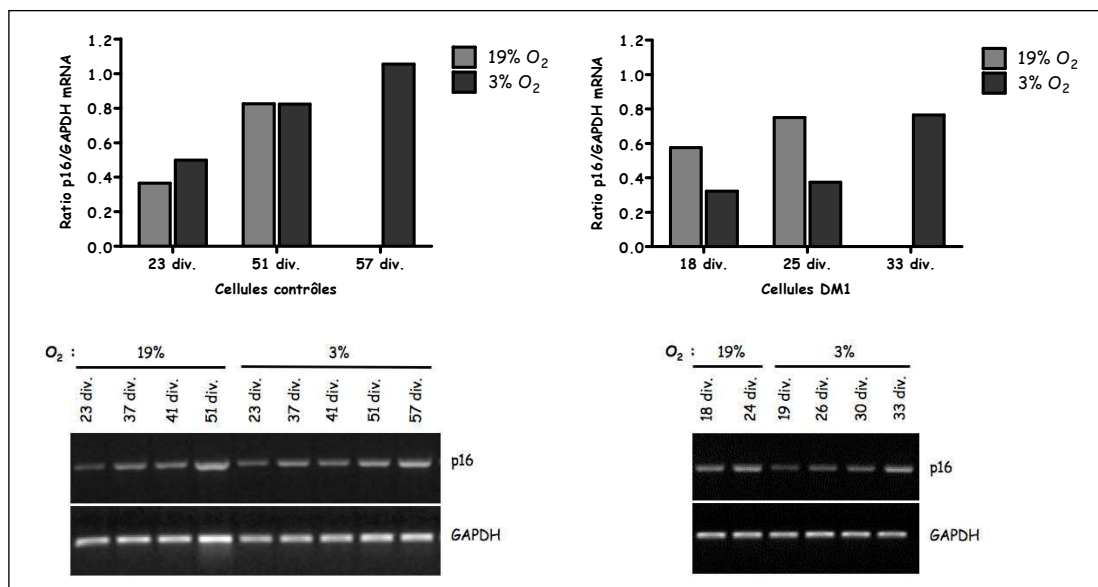 1.2
1.0
0.8
0.6
0.4
0.2
0.0
Ratio p16/GAPDH mRNA
23 div.
51 div.
57 div.
Cellules contrôles
19% O2
3% O2
1.2
1.0
0.8
0.6
0.4
0.2
0.0
Ratio p16/GAPDH mRNA
18 div.
25 div.
33 div.
Cellules DM1
19% O2
3% O2
O2 :
19%
3%
23 div.
37 div.
41 div.
51 div.
23 div.
37 div.
41 div.
51 div.
57 div.
p16
GAPDH
O2 :
19%
3%
18 div.
24 div.
19 div.
26 div.
30 div.
33 div.
p16
GAPDH